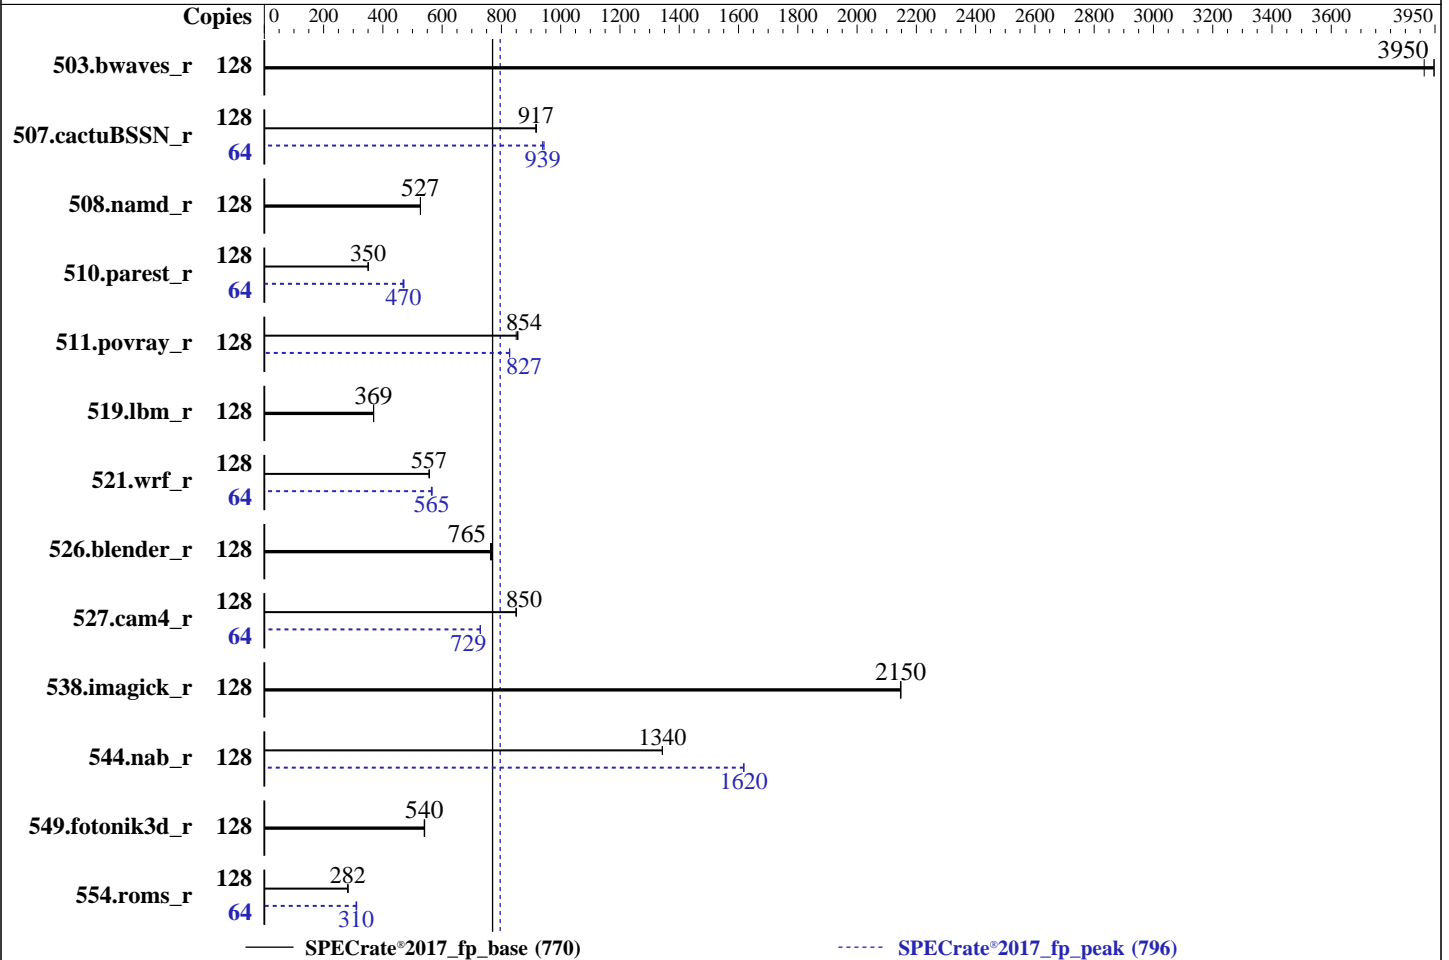 Copies 0 200 400 600 800 1000 1200 1400 1600 1800 2000 2200 2400 2600 2800 3000 3200 3400 3600 3950
503.bwaves_r 128 3950
507.cactuBSSN_r 128 917
64 939
508.namd_r 128 527
510.parest_r 128 350
64 470
511.povray_r 128 854
827
519.lbm_r 128 369
521.wrf_r 128 557
64 565
526.blender_r 128 765
527.cam4_r 128 850
64 729
538.imagick_r 128 2150
544.nab_r 128 1340
1620
549.fotonik3d_r 128 540
554.roms_r 128 282
64 310
SPECrate®2017_fp_base (770) SPECrate®2017_fp_peak (796)